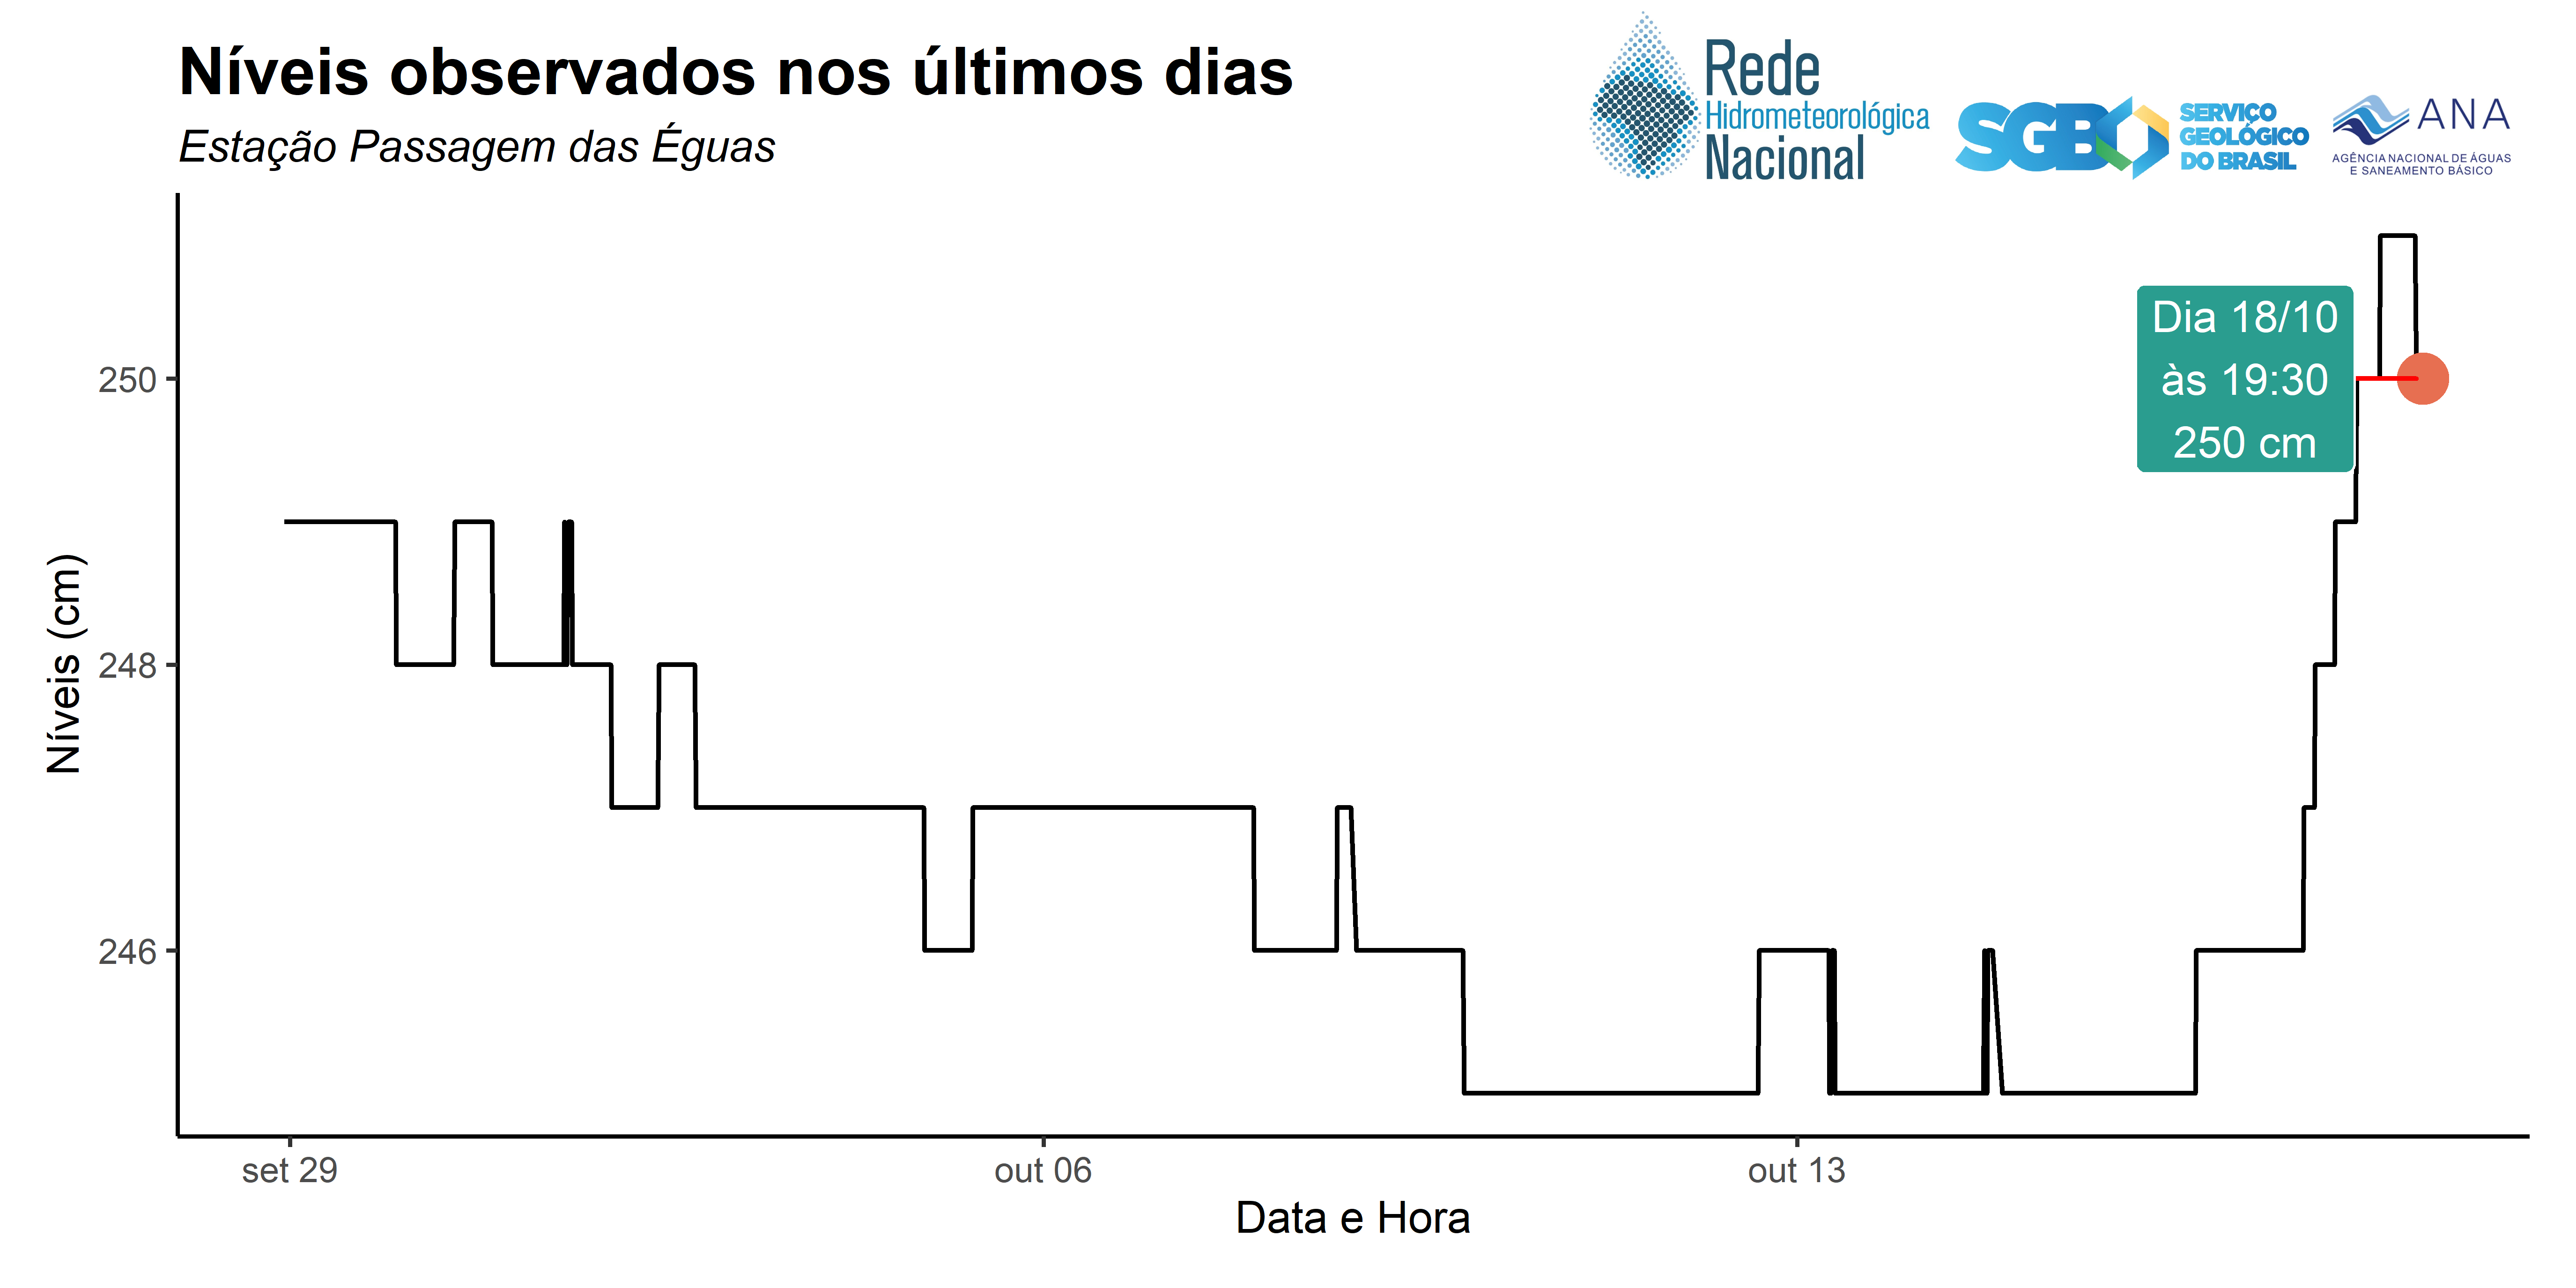 Níveis observados nos últimos dias
Estação Passagem das Éguas
Rede
Hidrometeorológica
Nacional
SGB
SERVIÇO
GEOLÓGICO
DO BRASIL
ANA
AGÊNCIA NACIONAL DE ÁGUAS
E SANEAMENTO BÁSICO
Dia 18/10
às 19:30
250 cm
Níveis (cm)
250
248
246
set 29
out 06
out 13
Data e Hora